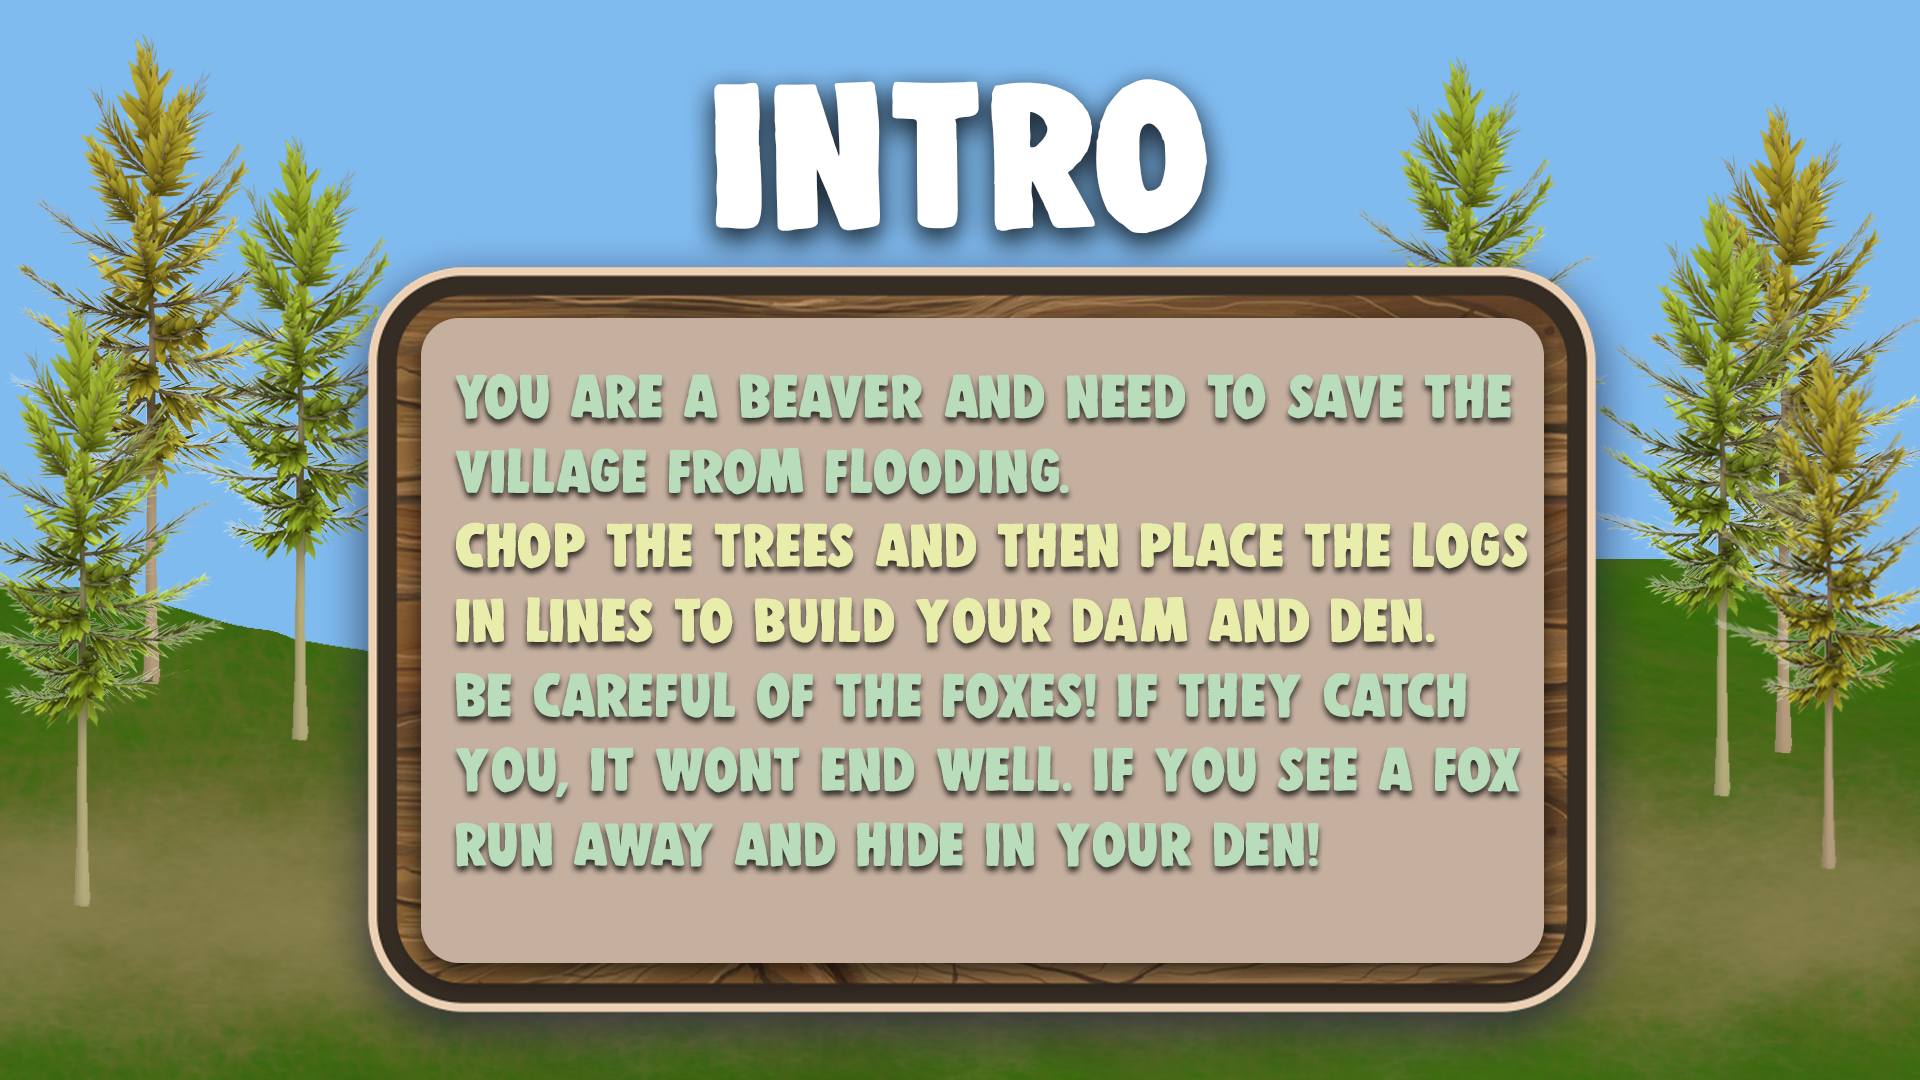 INTRO
YOU ARE A BEAVER AND NEED TO SAVE THE
VILLAGE FROM FLOODING.
CHOP THE TREES AND THEN PLACE THE LOGS
IN LINES TO BUILD YOUR DAM AND DEN.
BE CAREFUL OF THE FOXES! IF THEY CATCH
YOU, IT WONT END WELL. IF YOU SEE A FOX
RUN AWAY AND HIDE IN YOUR DEN!